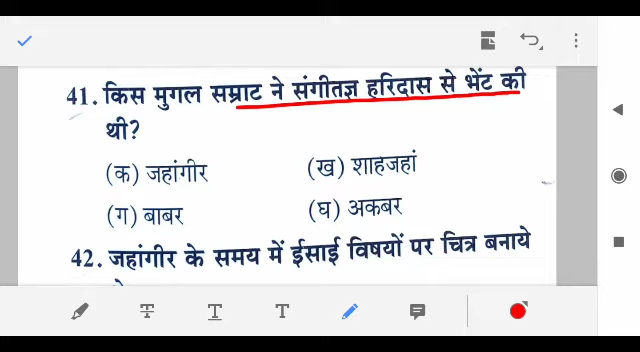 41. किस मुगल सम्राट ने संगीतज्ञ हरिदास से भेंट की
थी?
(क) जहांगीर (ख) शाहजहां
(ग) बाबर (घ) अकबर
42. जहांगीर के समय में ईसाई विषयों पर चित्र बनाये
T T T